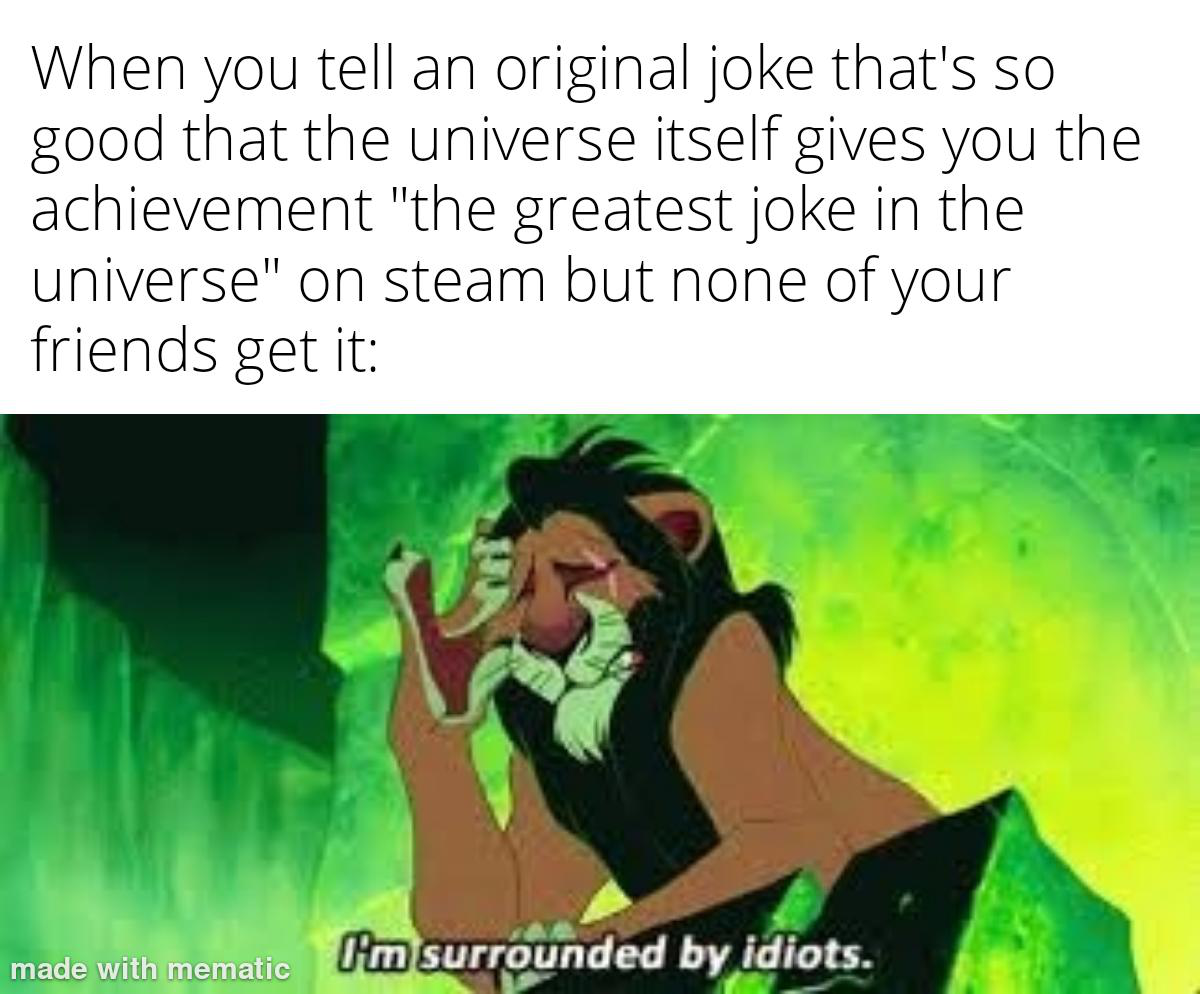 When you tell an original joke that's so
good that the universe itself gives you the
achievement "the greatest joke in the
universe" on steam but none of your
friends get it:
I'm surrounded by idiots.
made with mematic